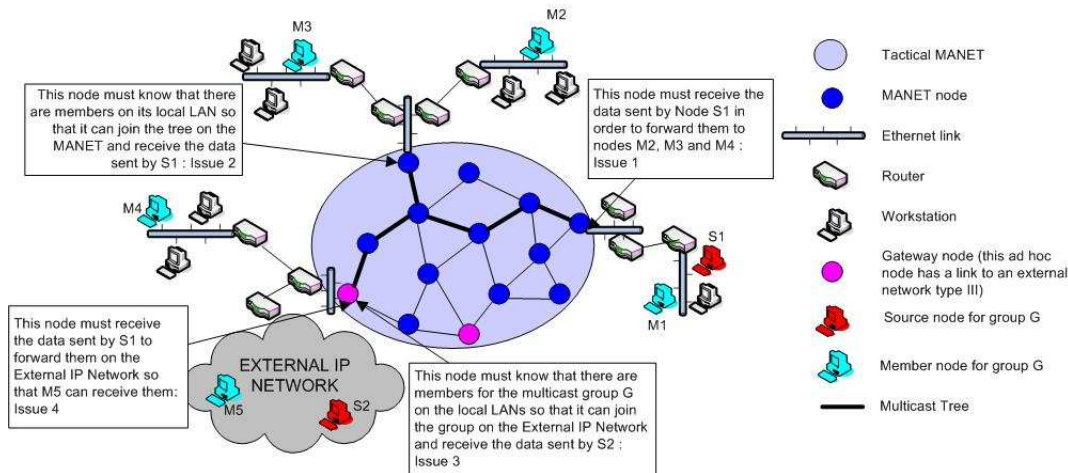 M3
M2
This node must know that there
are members on its local LAN so
that it can join the tree on the
MANET and receive the data
sent by S1 : Issue 2
This node must receive the
data sent by Node S1 in
order to forward them to
nodes M2, M3 and M4 :
Issue 1
M4
S1
M1
This node must receive
the data sent by S1 to
forward them on the
External IP Network so
that M5 can receive them:
Issue 4
EXTERNAL IP
NETWORK
M5
S2
This node must know that there are
members for the multicast group G
on the local LANs so that it can join
the group on the External IP Network
and receive the data sent by S2 :
Issue 3
Tactical MANET
MANET node
Ethernet link
Router
Workstation
Gateway node (this ad hoc
node has a link to an external
network type III)
Source node for group G
Member node for group G
Multicast Tree